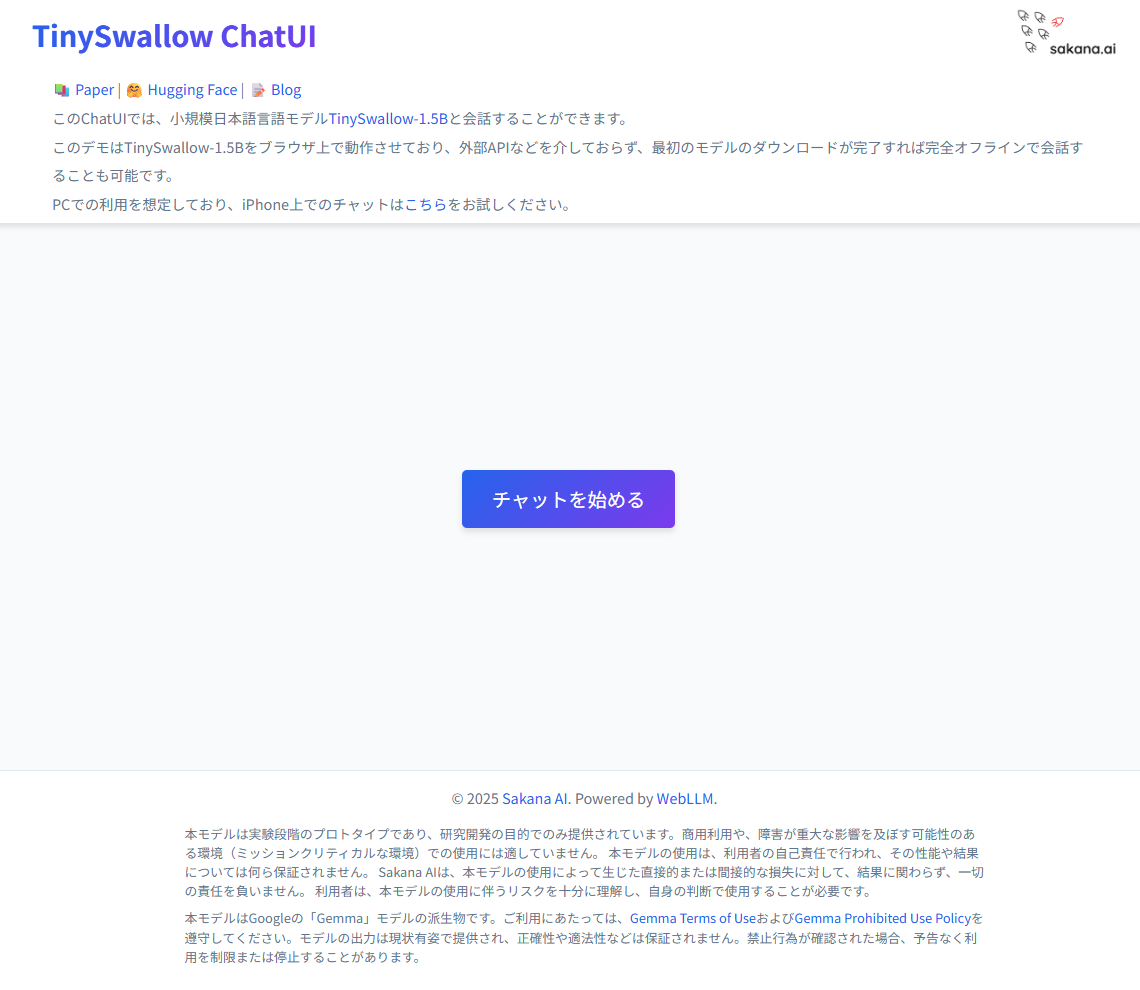 TinySwallow ChatUI
sakana.ai
📚 Paper | 🤗 Hugging Face | 📝 Blog
このChatUIでは、小規模日本語言語モデルTinySwallow-1.5Bと会話することができます。
このデモはTinySwallow-1.5Bをブラウザ上で動作させており、外部APIなどを介しておらず、最初のモデルのダウンロードが完了すれば完全オフラインで会話す
ることも可能です。
PCでの利用を想定しており、iPhone上でのチャットはこちらをお試しください。
チャットを始める
© 2025 Sakana AI. Powered by WebLLM.
本モデルは実験段階のプロトタイプであり、研究開発の目的でのみ提供されています。商用利用や、障害が重大な影響を及ぼす可能性のあ
る環境（ミッションクリティカルな環境）での使用には適していません。 本モデルの使用は、利用者の自己責任で行われ、その性能や結果
については何ら保証されません。 Sakana AIは、本モデルの使用によって生じた直接的または間接的な損失に対して、結果に関わらず、一切
の責任を負いません。 利用者は、本モデルの使用に伴うリスクを十分に理解し、自身の判断で使用することが必要です。
本モデルはGoogleの「Gemma」モデルの派生物です。ご利用にあたっては、Gemma Terms of UseおよびGemma Prohibited Use Policyを
遵守してください。モデルの出力は現状有姿で提供され、正確性や適法性などは保証されません。禁止行為が確認された場合、予告なく利
用を制限または停止することがあります。